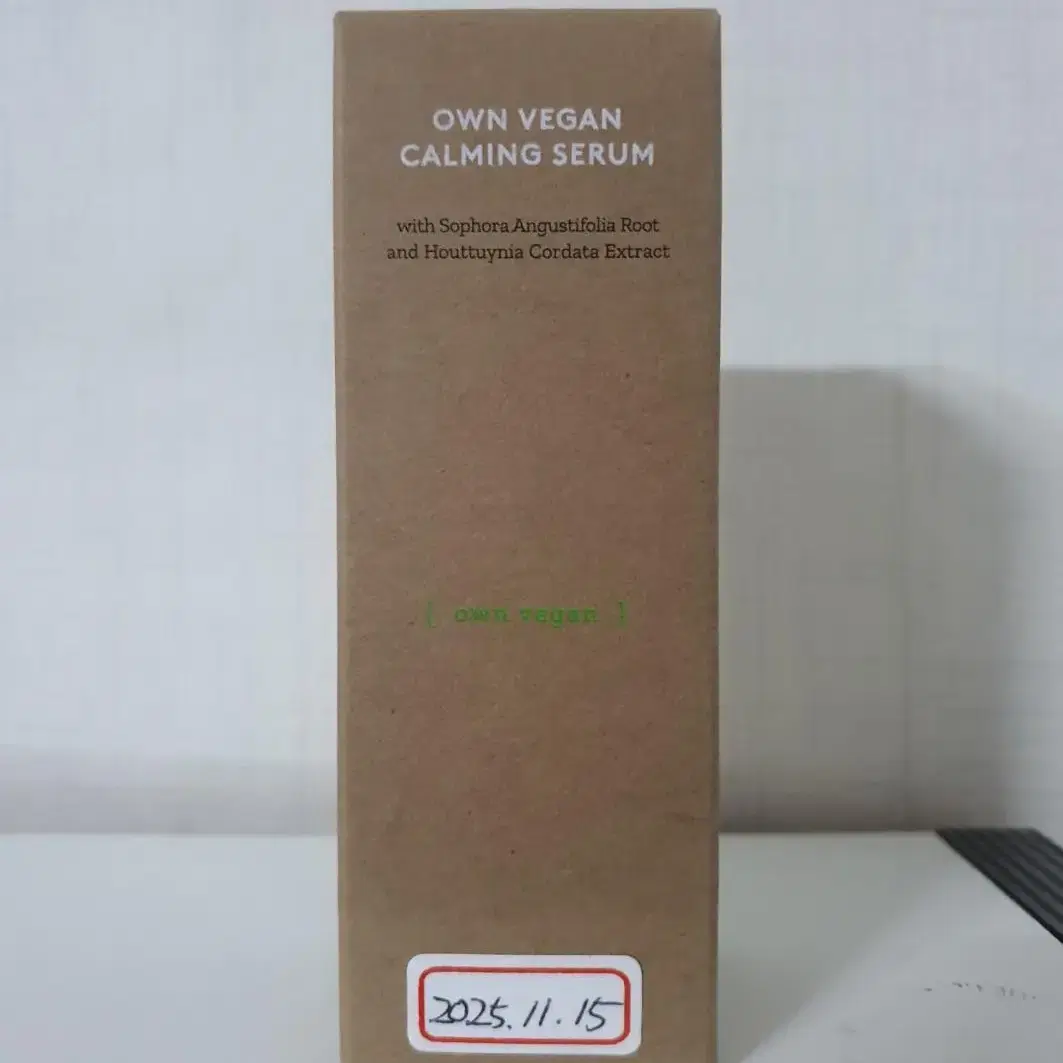 OWN VEGAN
CALMING SERUM
with Sophora Angustifolia Root
and Houttuynia Cordata Extract
{ own vegan }
2025.11.15